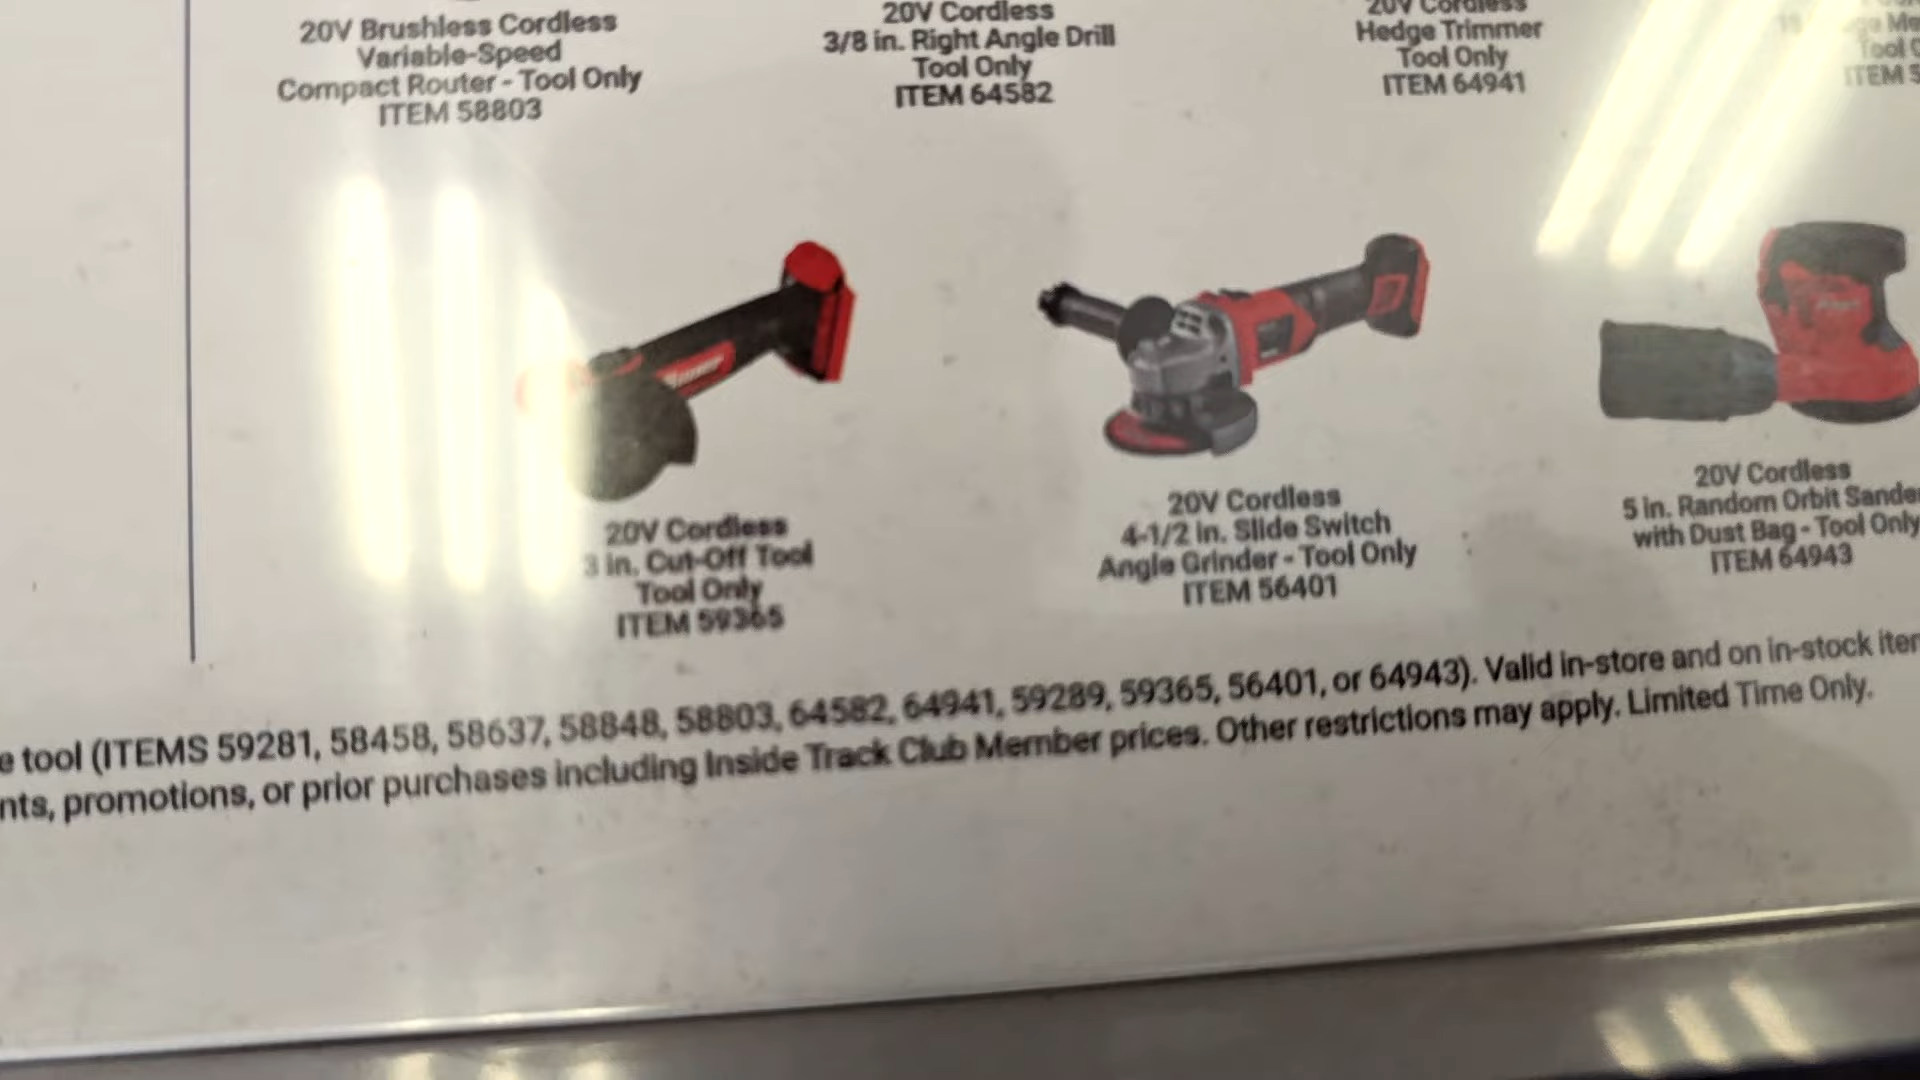 20V Brushless Cordless
Variable-Speed
Compact Router - Tool Only
ITEM 58803
20V Cordless
3/8 in. Right Angle Drill
Tool Only
ITEM 64582
20V Cordless
Hedge Trimmer
Tool Only
ITEM 64941
Tool
ITEM 5
20V Cordless
3 in. Cut-Off Tool
Tool Only
ITEM 59365
20V Cordless
4-1/2 in. Slide Switch
Angle Grinder - Tool Only
ITEM 56401
20V Cordless
5 in. Random Orbit Sander
with Dust Bag - Tool Only
ITEM 64943
e tool (ITEMS 59281, 58458, 58637, 58848, 58803, 64582, 64941, 59289, 59365, 56401, or 64943). Valid in-store and on in-stock iter
nts, promotions, or prior purchases including Inside Track Club Member prices. Other restrictions may apply. Limited Time Only.